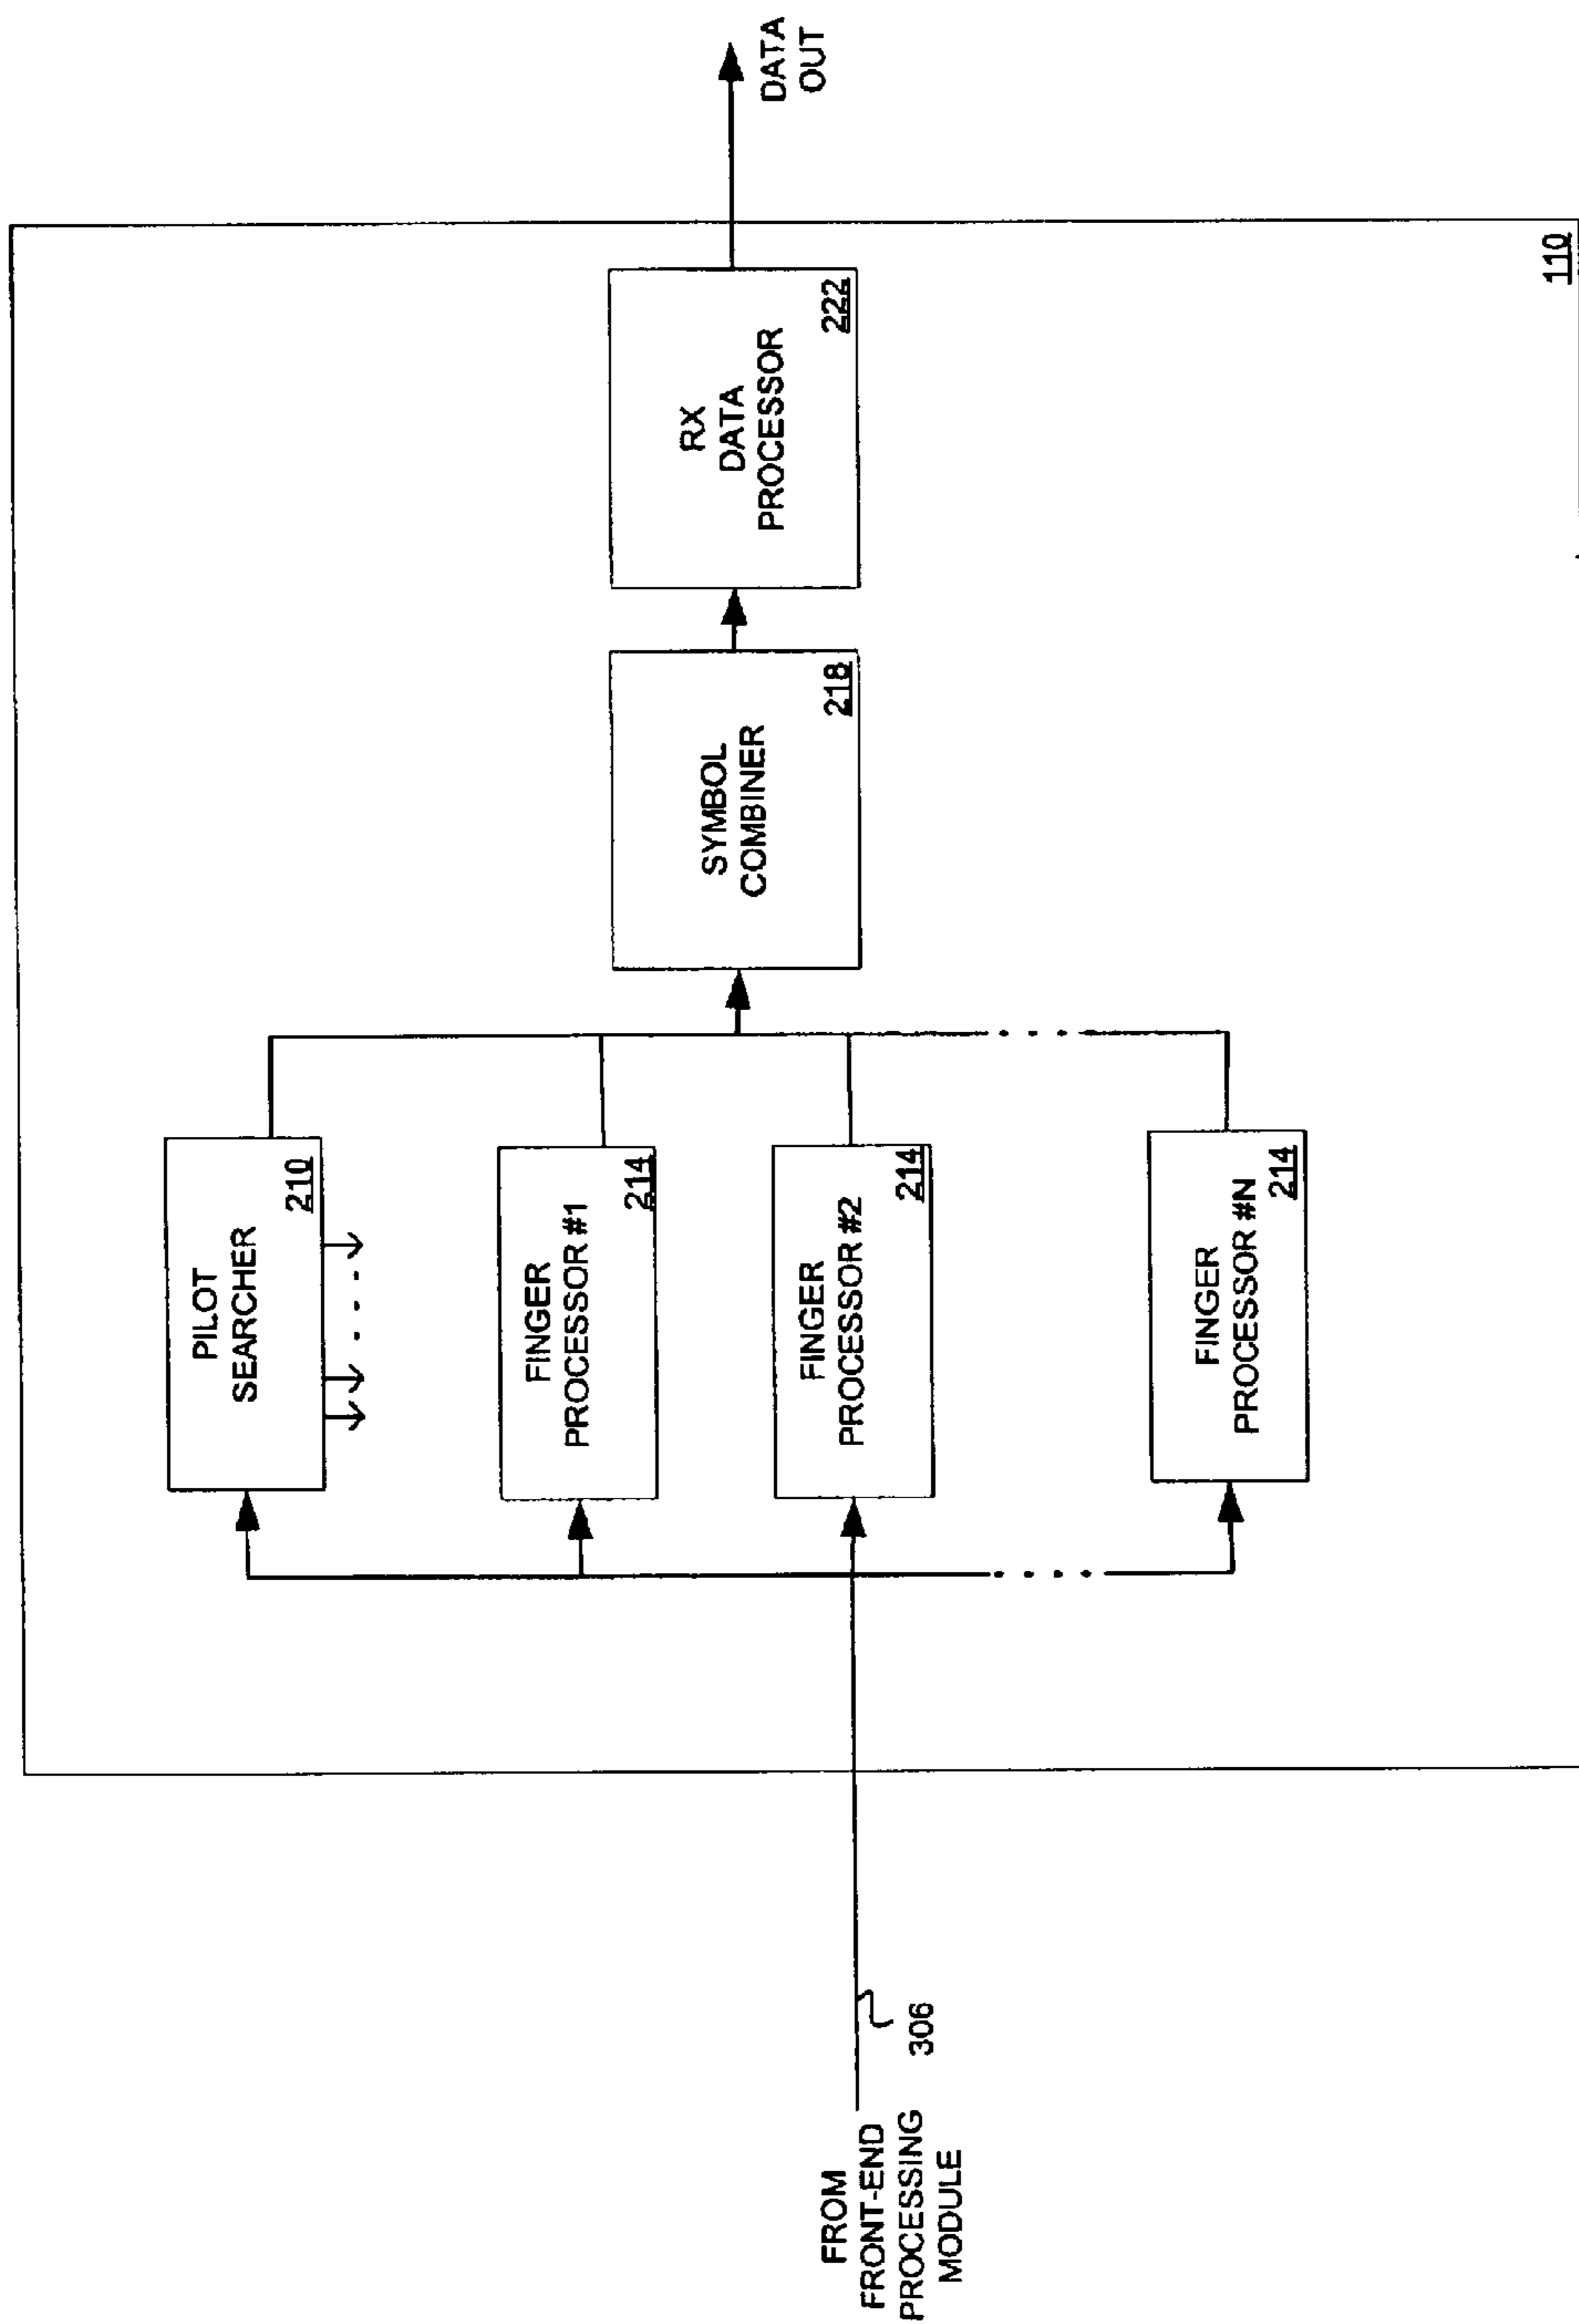 FROM
FRONT-END
PROCESSING
MODULE
306
PILOT
SEARCHER
210
FINGER
PROCESSOR #1
214
FINGER
PROCESSOR #2
214
FINGER
PROCESSOR #N
214
SYMBOL
COMBINER
218
RX
DATA
PROCESSOR
222
DATA
OUT
110